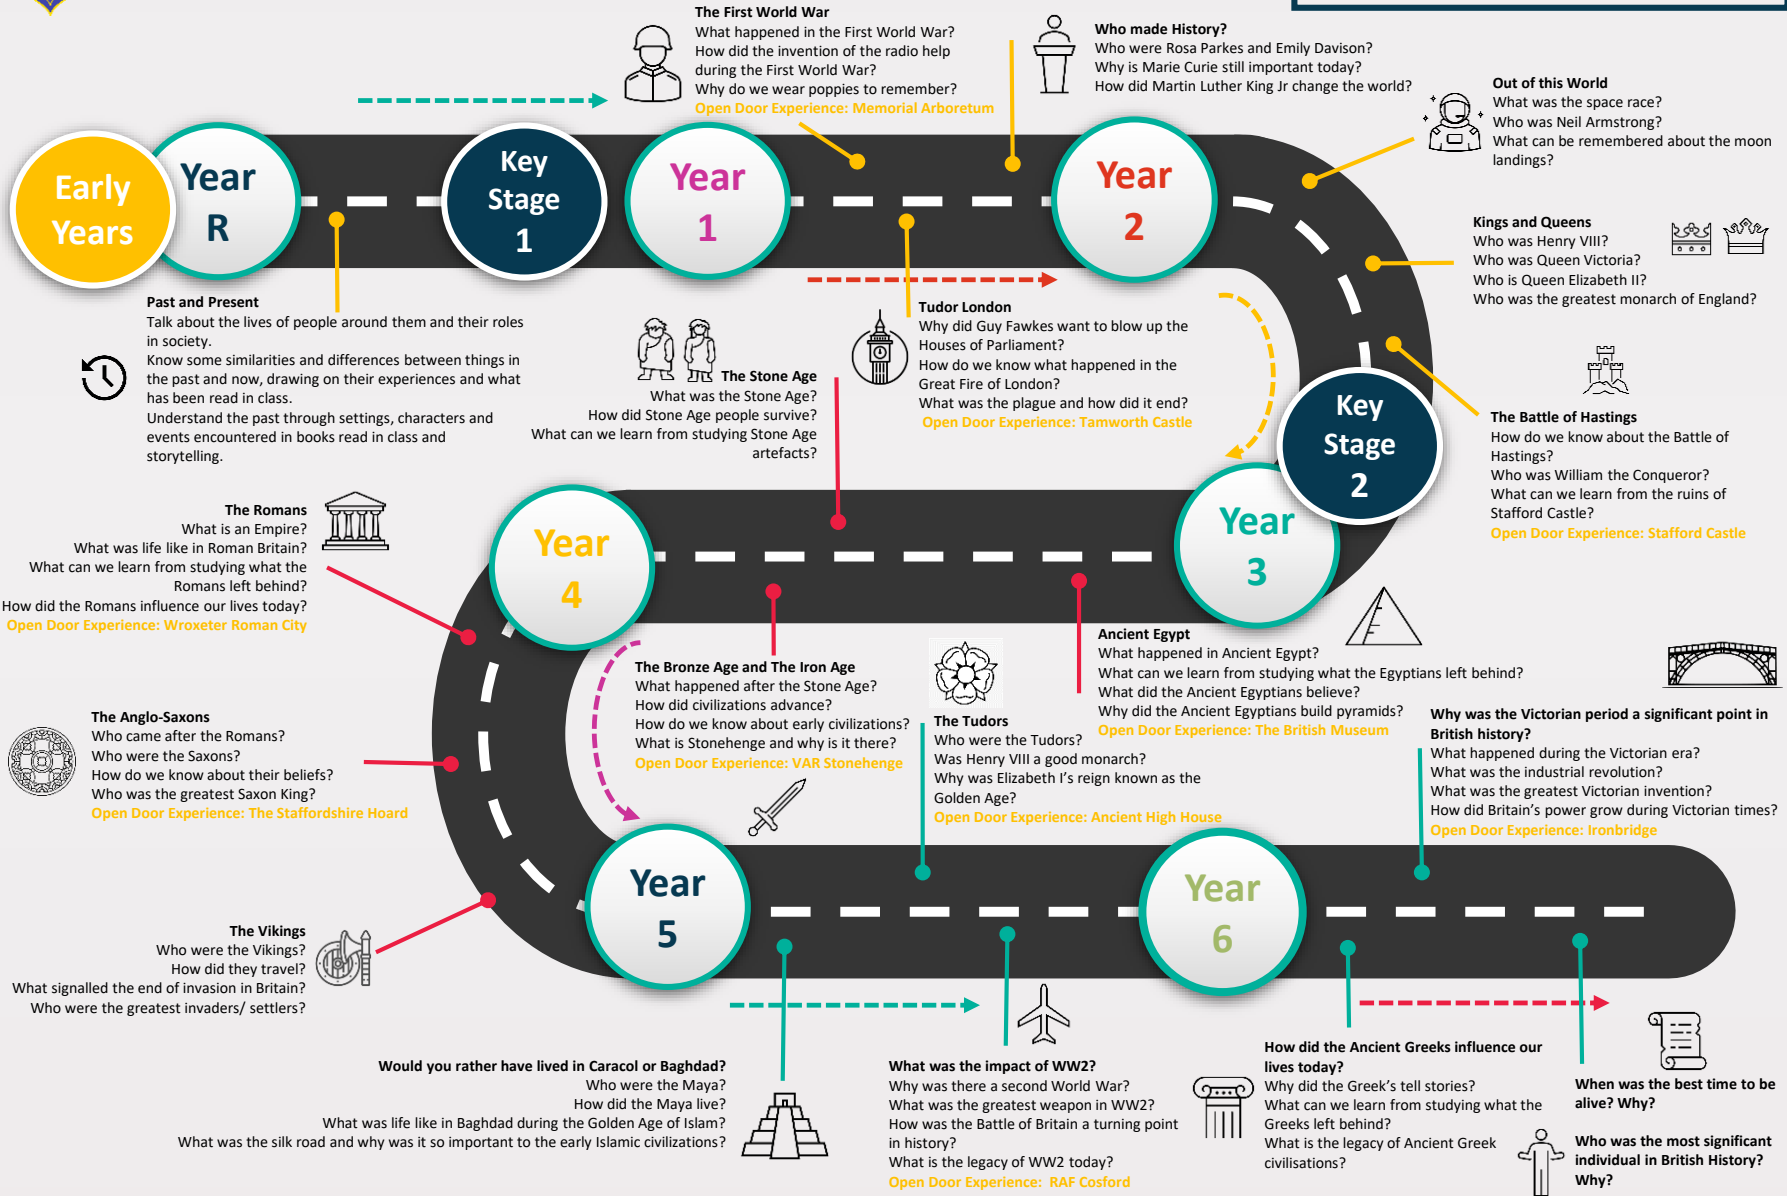 The First World War
What happened in the First World War?
How did the invention of the radio help
during the First World War?
Why do we wear poppies to remember?
Open Door Experience: Memorial Arboretum
Who made History?
Who were Rosa Parkes and Emily Davison?
Why is Marie Curie still important today?
How did Martin Luther King Jr change the world?
Out of this World
What was the space race?
Who was Neil Armstrong?
What can be remembered about the moon
landings?
Early
Years
Year
R
Key
Stage
1
Year
1
Year
2
Kings and Queens
Who was Henry VIII?
Who was Queen Victoria?
Who is Queen Elizabeth II?
Who was the greatest monarch of England?
Past and Present
Talk about the lives of people around them and their roles
in society.
Know some similarities and differences between things in
the past and now, drawing on their experiences and what
has been read in class.
Understand the past through settings, characters and
events encountered in books read in class and
storytelling.
Tudor London
Why did Guy Fawkes want to blow up the
Houses of Parliament?
How do we know what happened in the
Great Fire of London?
What was the plague and how did it end?
Open Door Experience: Tamworth Castle
The Stone Age
What was the Stone Age?
How did Stone Age people survive?
What can we learn from studying Stone Age
artefacts?
Key
Stage
2
The Battle of Hastings
How do we know about the Battle of
Hastings?
Who was William the Conqueror?
What can we learn from the ruins of
Stafford Castle?
Open Door Experience: Stafford Castle
Year
3
Year
4
The Romans
What is an Empire?
What was life like in Roman Britain?
What can we learn from studying what the
Romans left behind?
How did the Romans influence our lives today?
Open Door Experience: Wroxeter Roman City
The Bronze Age and The Iron Age
What happened after the Stone Age?
How did civilizations advance?
How do we know about early civilizations?
What is Stonehenge and why is it there?
Open Door Experience: VAR Stonehenge
Ancient Egypt
What happened in Ancient Egypt?
What can we learn from studying what the Egyptians left behind?
What did the Ancient Egyptians believe?
Why did the Ancient Egyptians build pyramids?
Open Door Experience: The British Museum
The Anglo-Saxons
Who came after the Romans?
Who were the Saxons?
How do we know about their beliefs?
Who was the greatest Saxon King?
Open Door Experience: The Staffordshire Hoard
The Tudors
Who were the Tudors?
Was Henry VIII a good monarch?
Why was Elizabeth I's reign known as the
Golden Age?
Open Door Experience: Ancient High House
Why was the Victorian period a significant point in
British history?
What happened during the Victorian era?
What was the industrial revolution?
What was the greatest Victorian invention?
How did Britain's power grow during Victorian times?
Open Door Experience: Ironbridge
Year
5
Year
6
The Vikings
Who were the Vikings?
How did they travel?
What signalled the end of invasion in Britain?
Who were the greatest invaders/ settlers?
Would you rather have lived in Caracol or Baghdad?
Who were the Maya?
How did the Maya live?
What was life like in Baghdad during the Golden Age of Islam?
What was the silk road and why was it so important to the early Islamic civilizations?
What was the impact of WW2?
Why was there a second World War?
What was the greatest weapon in WW2?
How was the Battle of Britain a turning point
in history?
What is the legacy of WW2 today?
Open Door Experience: RAF Cosford
How did the Ancient Greeks influence our
lives today?
Why did the Greek's tell stories?
What can we learn from studying what the
Greeks left behind?
What is the legacy of Ancient Greek
civilisations?
When was the best time to be
alive? Why?
Who was the most significant
individual in British History?
Why?